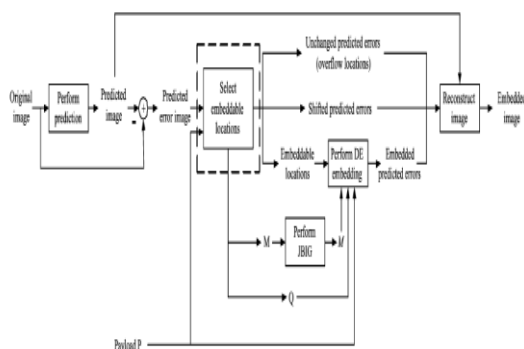 Unchanged predicted errors
(overflow locations)
Original
image
Perform
prediction
Predicted
image
Predicted
error image
Select
embeddable
locations
Shifted predicted errors
Reconstruct
image
Embedded
image
Embeddable
locations
Perform DE
embedding
Embedded
predicted errors
M
Perform
JBIG
M'
Q
Payload P